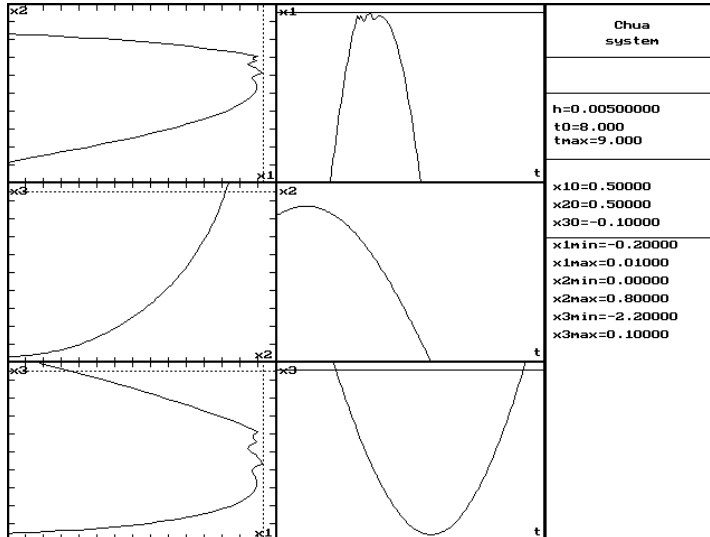 x2
x1
x1
t
x3
x2
x2
t
x3
x1
x3
t
Chua
system
h=0.00500000
t0=8.000
tmax=9.000
x10=0.50000
x20=0.50000
x30=-0.10000
x1min=-0.20000
x1max=0.01000
x2min=0.00000
x2max=0.80000
x3min=-2.20000
x3max=0.10000